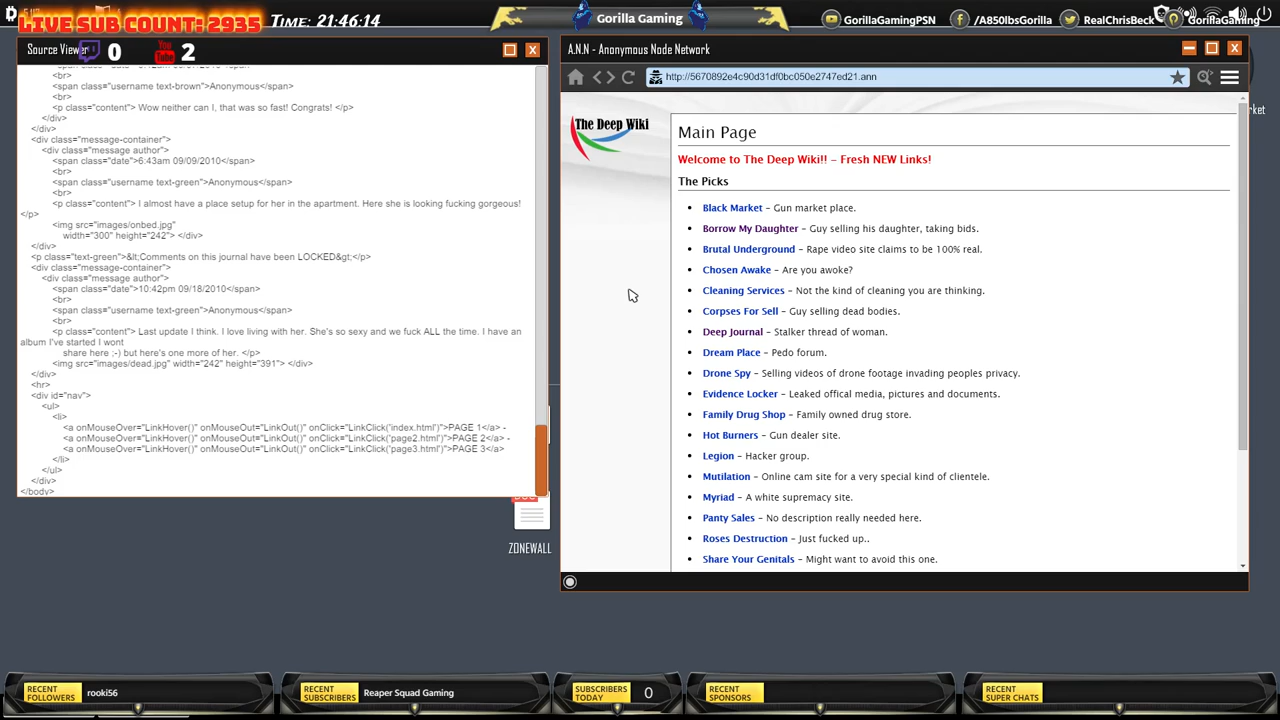 LIVE SUB COUNT: 2935
TIME: 21:46:14
Gorilla Gaming
GorillaGamingPSN
/A850lbsGorilla
RealChrisBeck
GorillaGaming
Source Viewer
0
2
<br>
<span class="username text-brown">Anonymous</span>
<br>
<p class="content"> Wow neither can I, that was so fast! Congrats! </p>
</div>
</div>
<div class="message-container">
<div class="message author">
<span class="date">6:43am 09/09/2010</span>
<br>
<span class="username text-green">Anonymous</span>
<br>
<p class="content"> I almost have a place setup for her in the apartment. Here she is looking fucking gorgeous!
</p>
<img src="images/onbed.jpg"
width="300" height="242"> </div>
</div>
<p class="text-green">&lt;Comments on this journal have been LOCKED&gt;</p>
<div class="message-container">
<div class="message author">
<span class="date">10:42pm 09/18/2010</span>
<br>
<span class="username text-green">Anonymous</span>
<br>
<p class="content"> Last update I think. I love living with her. She's so sexy and we fuck ALL the time. I have an
album I've started I wont
share here ;-) but here's one more of her. </p>
<img src="images/dead.jpg" width="242" height="391"> </div>
</div>
<hr>
<div id="nav">
<ul>
<li>
<a onMouseOver="LinkHover()" onMouseOut="LinkOut()" onClick="LinkClick('index.html')">PAGE 1</a> -
<a onMouseOver="LinkHover()" onMouseOut="LinkOut()" onClick="LinkClick('page2.html')">PAGE 2</a> -
<a onMouseOver="LinkHover()" onMouseOut="LinkOut()" onClick="LinkClick('page3.html')">PAGE 3</a>
</li>
</ul>
</div>
</body>
ZONEWALL
A.N.N - Anonymous Node Network
http://5670892e4c90d31df0bc050e2747ed21.ann
The Deep Wiki
Main Page
Welcome to The Deep Wiki!! – Fresh NEW Links!
The Picks
• Black Market – Gun market place.
• Borrow My Daughter – Guy selling his daughter, taking bids.
• Brutal Underground – Rape video site claims to be 100% real.
• Chosen Awake – Are you awoke?
• Cleaning Services – Not the kind of cleaning you are thinking.
• Corpses For Sell – Guy selling dead bodies.
• Deep Journal – Stalker thread of woman.
• Dream Place – Pedo forum.
• Drone Spy – Selling videos of drone footage invading peoples privacy.
• Evidence Locker – Leaked offical media, pictures and documents.
• Family Drug Shop – Family owned drug store.
• Hot Burners – Gun dealer site.
• Legion – Hacker group.
• Mutilation – Online cam site for a very special kind of clientele.
• Myriad – A white supremacy site.
• Panty Sales – No description really needed here.
• Roses Destruction – Just fucked up..
• Share Your Genitals – Might want to avoid this one.
RECENT FOLLOWERS
rooki56
RECENT SUBSCRIBERS
Reaper Squad Gaming
SUBSCRIBERS TODAY
0
RECENT SPONSORS
RECENT SUPER CHATS